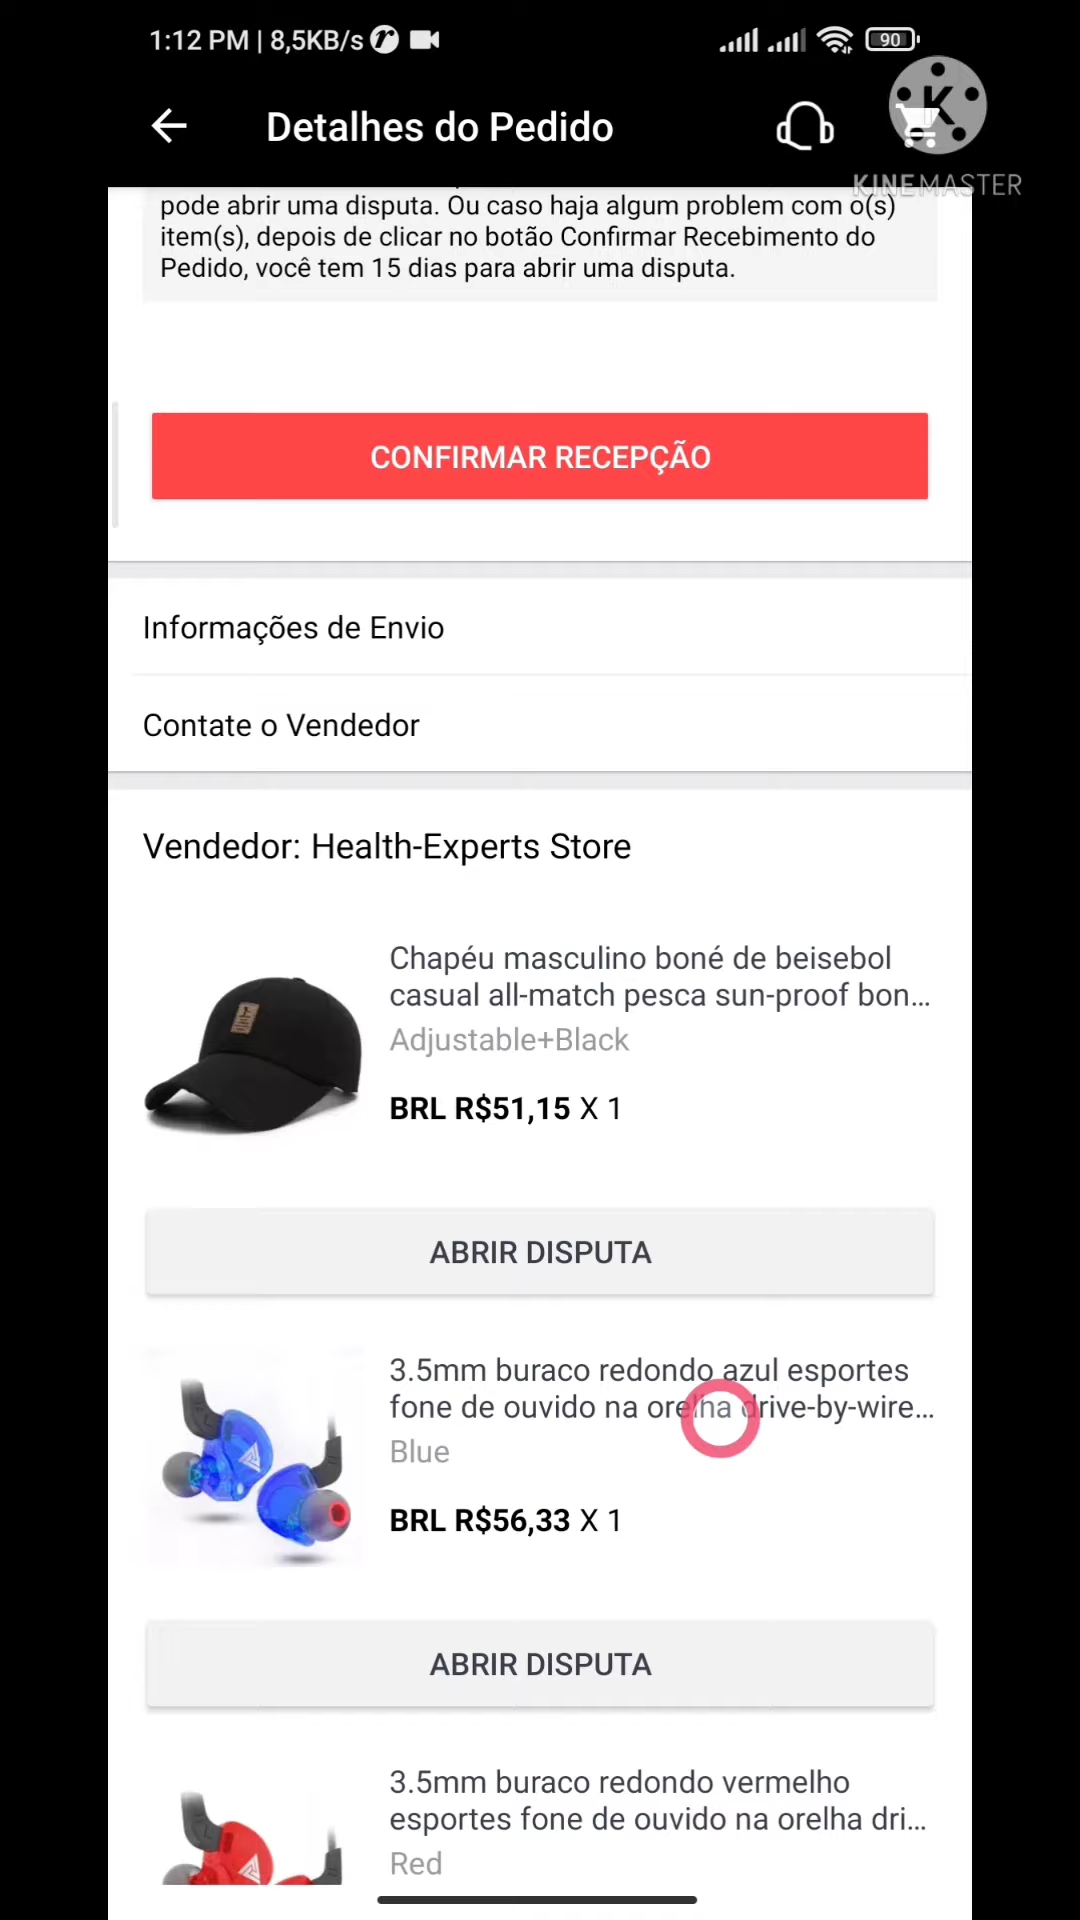 1:12 PM | 8,5KB/s
90
Detalhes do Pedido
K
KINEMASTER
pode abrir uma disputa. Ou caso haja algum problem com o(s)
item(s), depois de clicar no botão Confirmar Recebimento do
Pedido, você tem 15 dias para abrir uma disputa.
CONFIRMAR RECEPÇÃO
Informações de Envio
Contate o Vendedor
Vendedor: Health-Experts Store
Chapéu masculino boné de beisebol
casual all-match pesca sun-proof bon...
Adjustable+Black
BRL R$51,15 X 1
ABRIR DISPUTA
3.5mm buraco redondo azul esportes
fone de ouvido na orelha drive-by-wire...
Blue
BRL R$56,33 X 1
ABRIR DISPUTA
3.5mm buraco redondo vermelho
esportes fone de ouvido na orelha dri...
Red